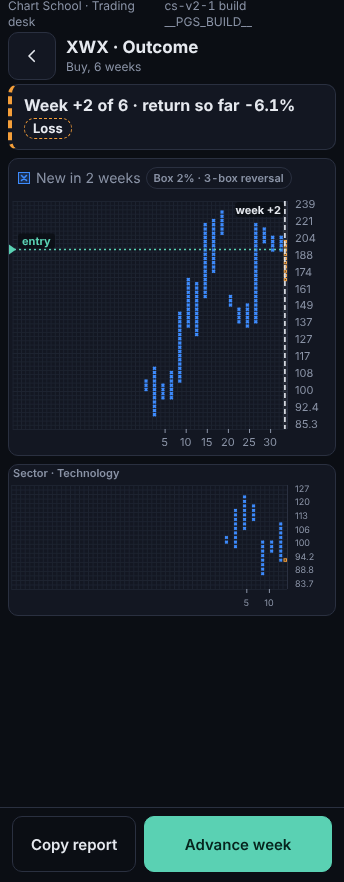 Chart School · Trading desk
cs-v2-1 build __PGS_BUILD__
XWX · Outcome
Buy, 6 weeks
Week +2 of 6 · return so far -6.1%
Loss
New in 2 weeks
Box 2% · 3-box reversal
week +2
entry
239
221
204
188
174
161
149
137
127
117
108
100
92.4
85.3
5 10 15 20 25 30
Sector · Technology
127
120
113
106
100
94.2
88.8
83.7
5 10
Copy report
Advance week